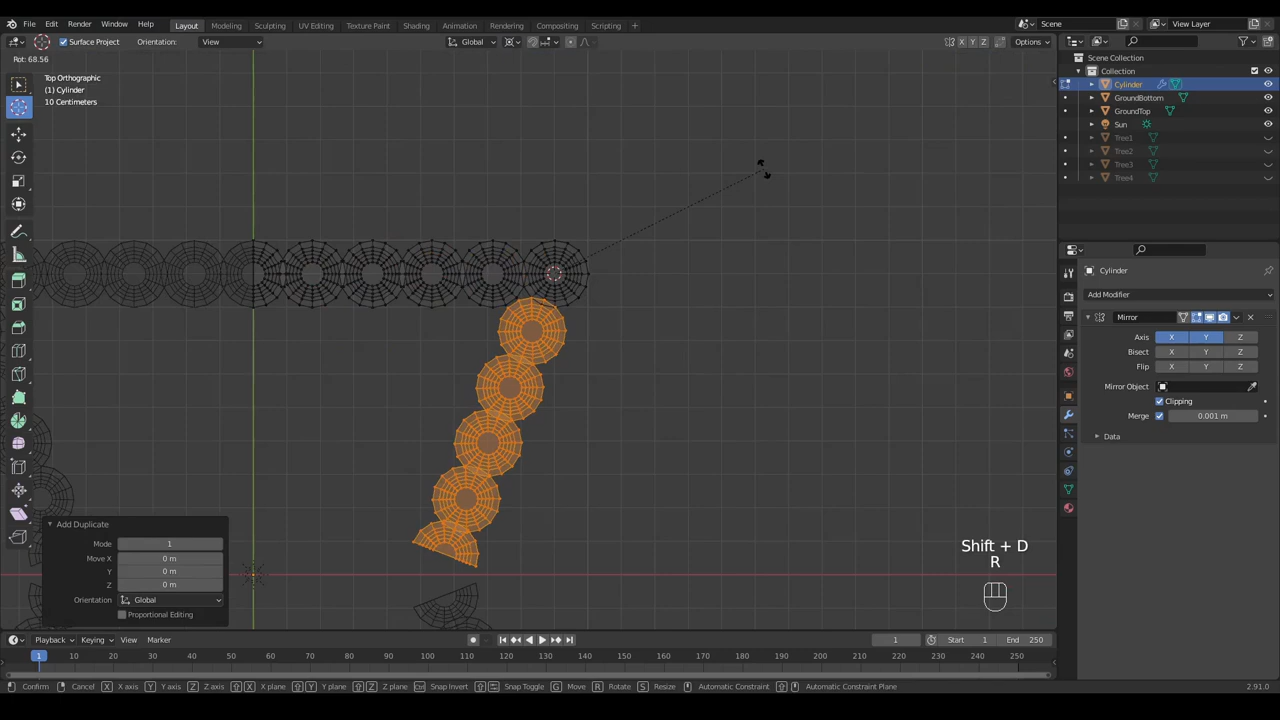 File Edit Render Window Help Layout Modeling Sculpting UV Editing Texture Paint Shading Animation Rendering Compositing Scripting + Scene View Layer
Surface Project Orientation: View Global X Y Z Options
Rot: 68.56
Top Orthographic
(1) Cylinder
10 Centimeters
Scene Collection
Collection
Cylinder
GroundBottom
GroundTop
Sun
Tree1
Tree2
Tree3
Tree4
Cylinder
Add Modifier
Mirror
Axis X Y Z
Bisect X Y Z
Flip X Y Z
Mirror Object
Clipping
Merge 0.001 m
Data
Add Duplicate
Mode 1
Move X 0 m
Y 0 m
Z 0 m
Orientation Global
Proportional Editing
Shift + D
R
Playback Keying View Marker 1 Start 1 End 250
1 10 20 30 40 50 60 70 80 90 100 110 120 130 140 150 160 170 180 190 200 210 220 230 240 250
Confirm Cancel X X axis Y Y axis Z Z axis X X plane Y Y plane Z Z plane Ctrl Snap Invert Snap Toggle G Move R Rotate S Resize Automatic Constraint Automatic Constraint Plane 2.91.0